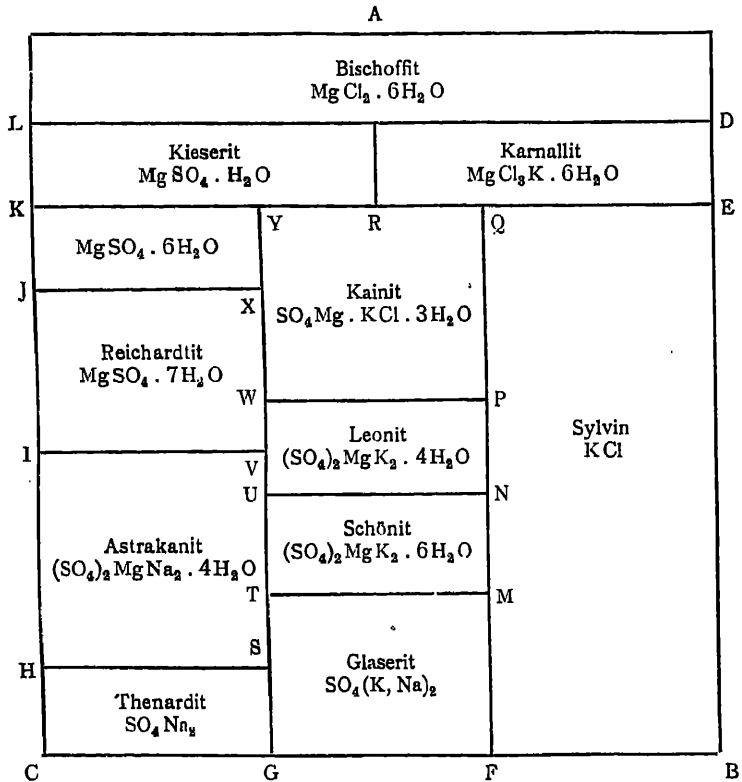 A
Bischoffit
MgCl₂ . 6H₂O
L
D
Kieserit
MgSO₄ . H₂O
Karnallit
MgCl₃K . 6H₂O
K
Y
R
Q
E
MgSO₄ . 6H₂O
J
X
Kainit
SO₄Mg . KCl . 3H₂O
Reichardtit
MgSO₄ . 7H₂O
W
P
Sylvin
KCl
Leonit
(SO₄)₂MgK₂ . 4H₂O
I
V
U
N
Schönit
(SO₄)₂MgK₂ . 6H₂O
Astrakanit
(SO₄)₂MgNa₂ . 4H₂O
T
M
S
H
Glaserit
SO₄(K, Na)₂
Thenardit
SO₄Na₂
C
G
F
B